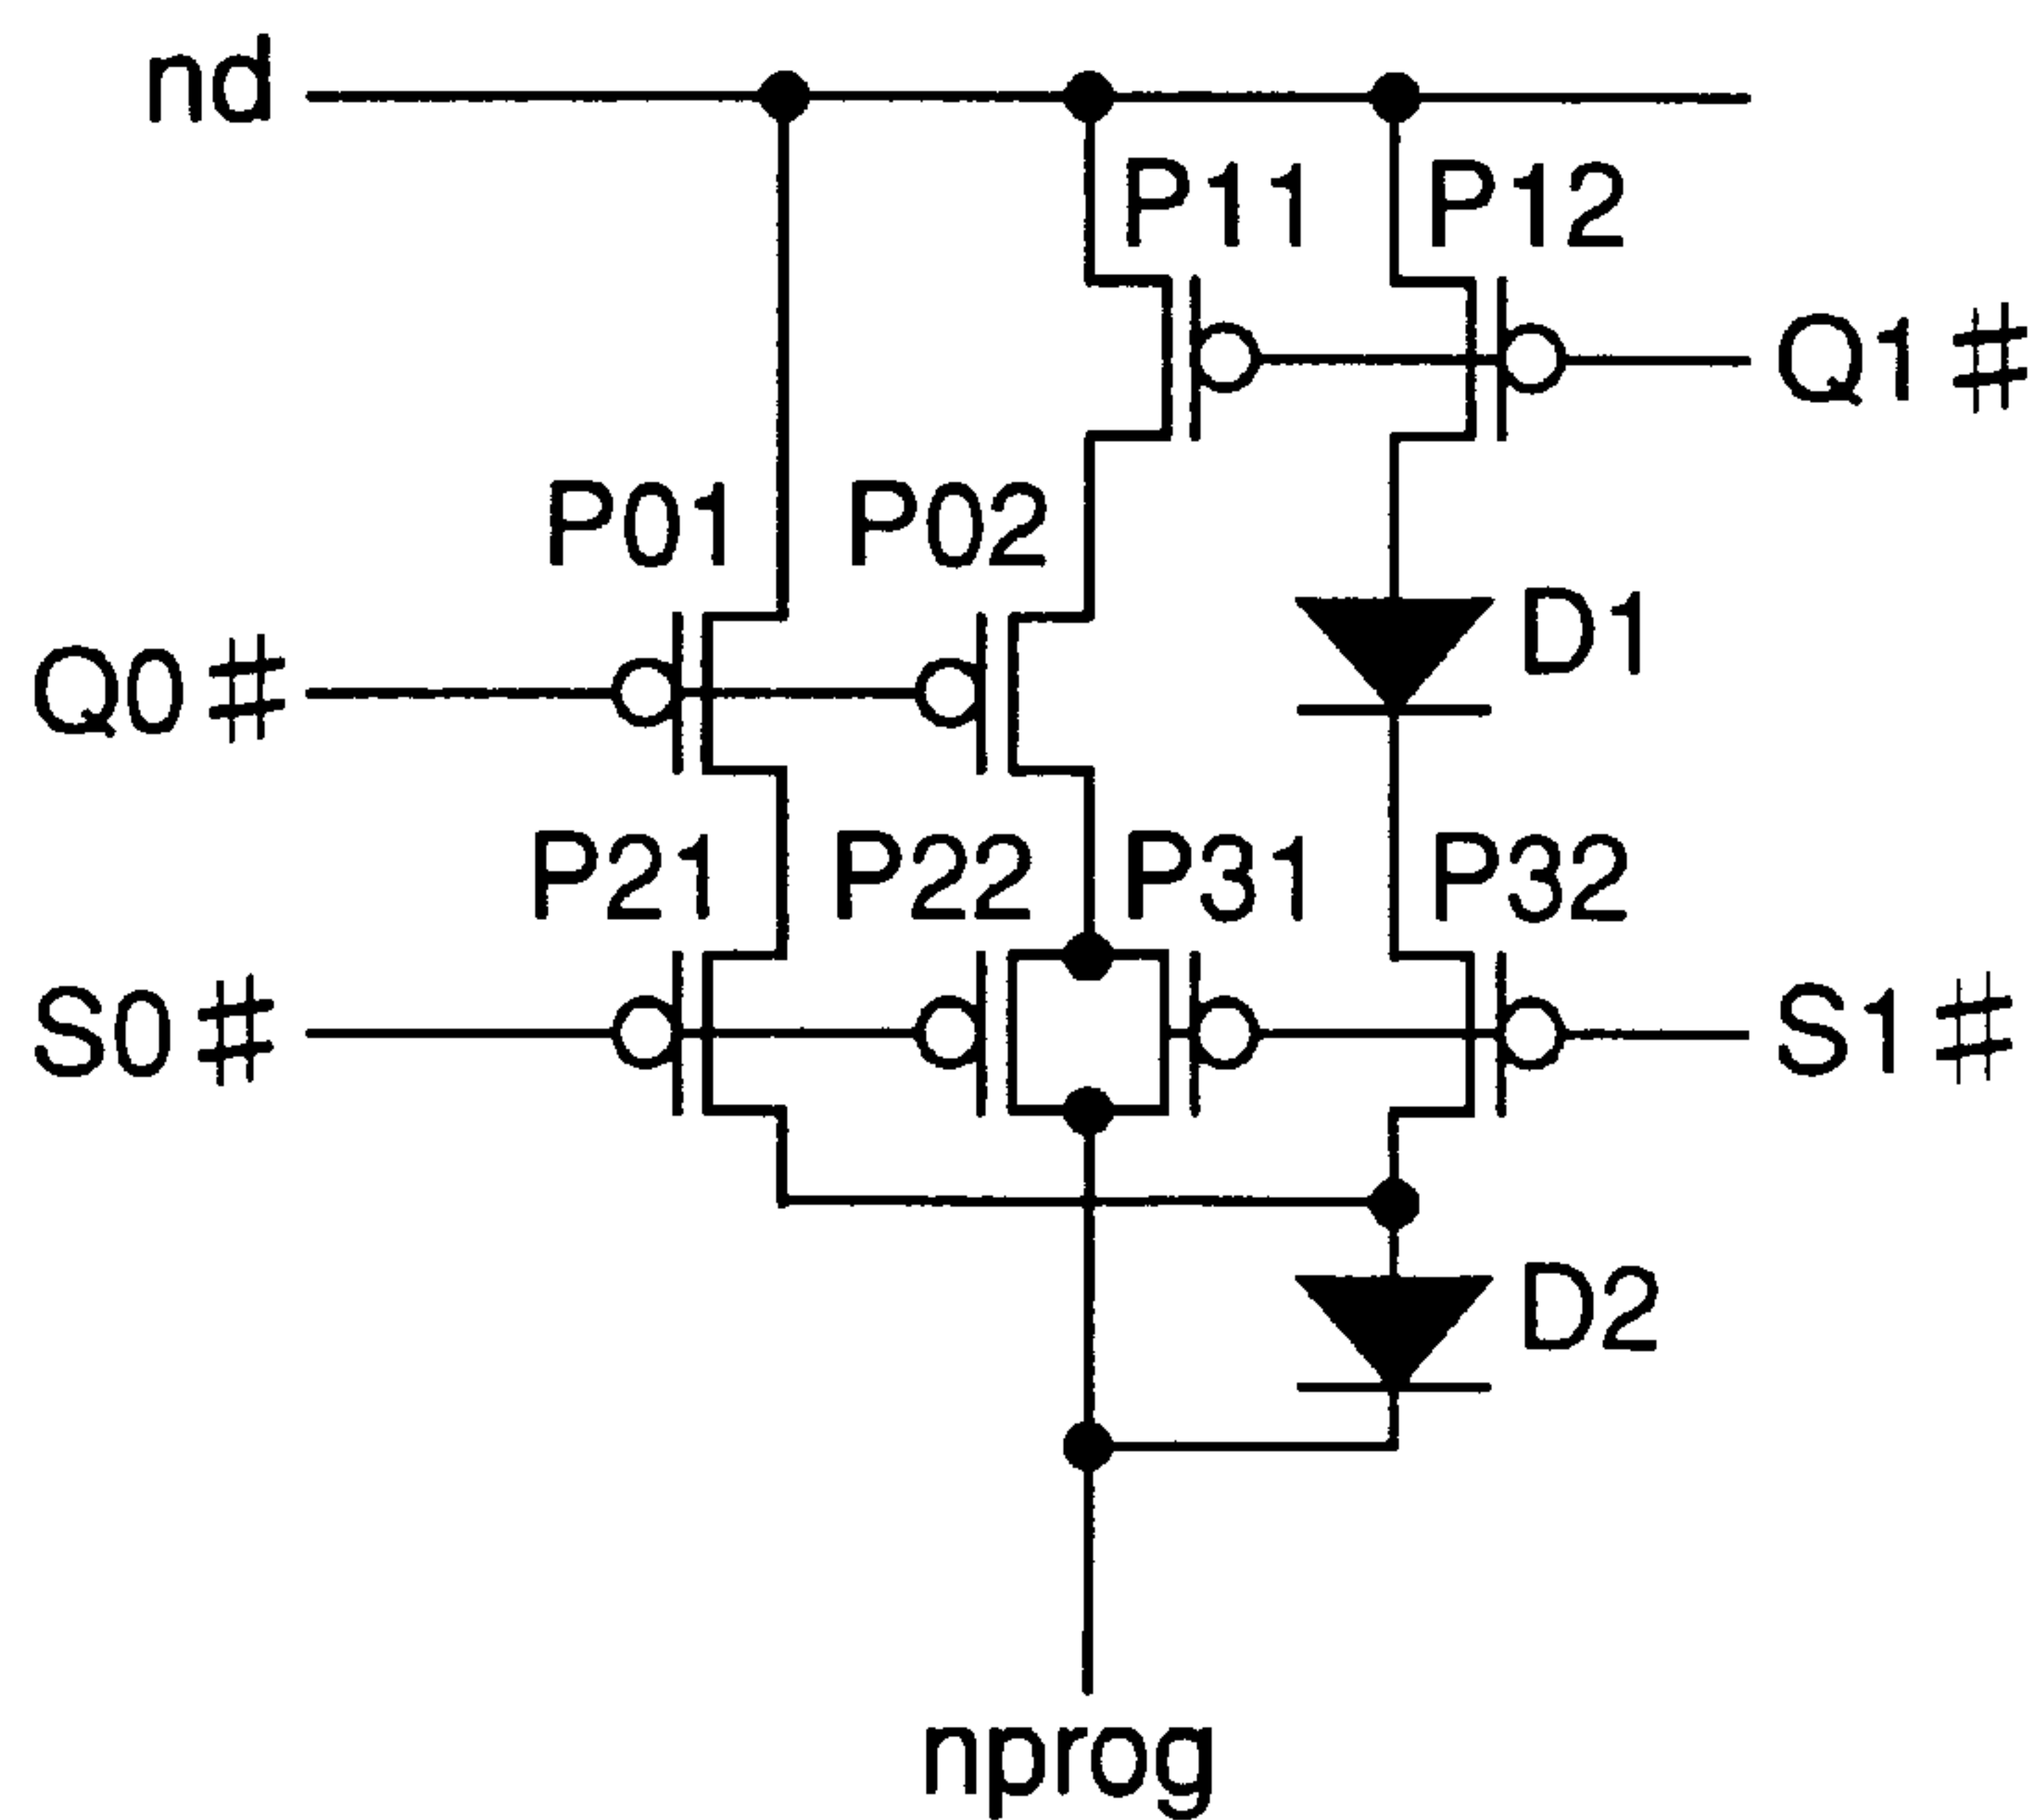 nd
P11 P12
Q1#
P01 P02
D1
Q0#
P21 P22 P31 P32
S0# S1#
D2
nprog